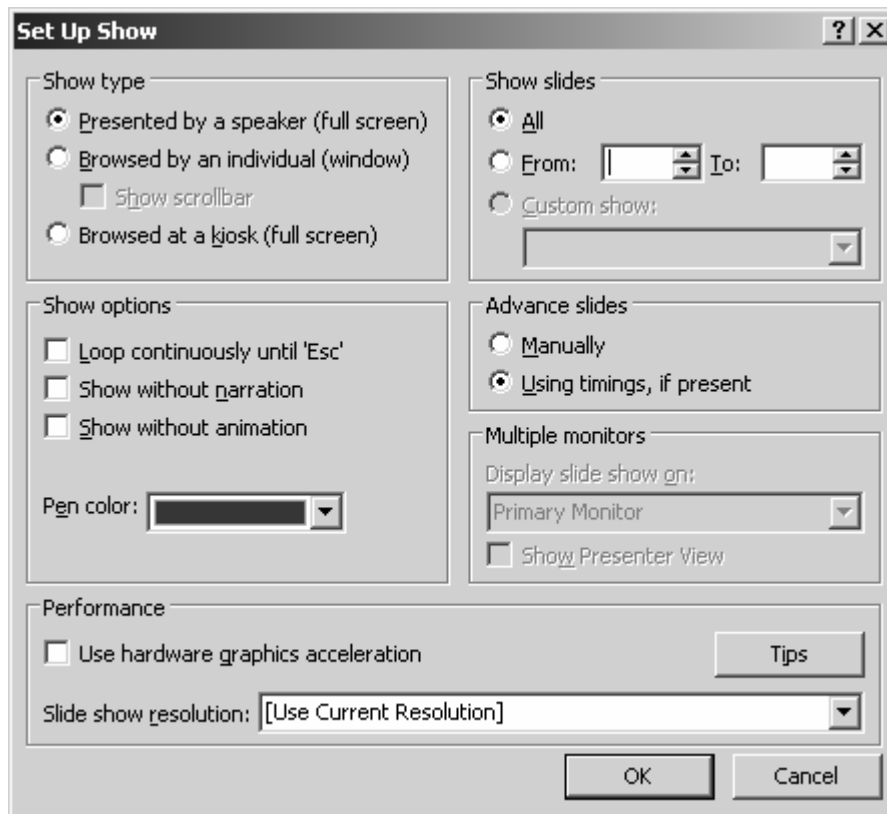 Set Up Show
Show type
Presented by a speaker (full screen)
Browsed by an individual (window)
Show scrollbar
Browsed at a kiosk (full screen)
Show slides
All
From: To:
Custom show:
Show options
Loop continuously until 'Esc'
Show without narration
Show without animation
Pen color:
Advance slides
Manually
Using timings, if present
Multiple monitors
Display slide show on:
Primary Monitor
Show Presenter View
Performance
Use hardware graphics acceleration
Tips
Slide show resolution: [Use Current Resolution]
OK Cancel